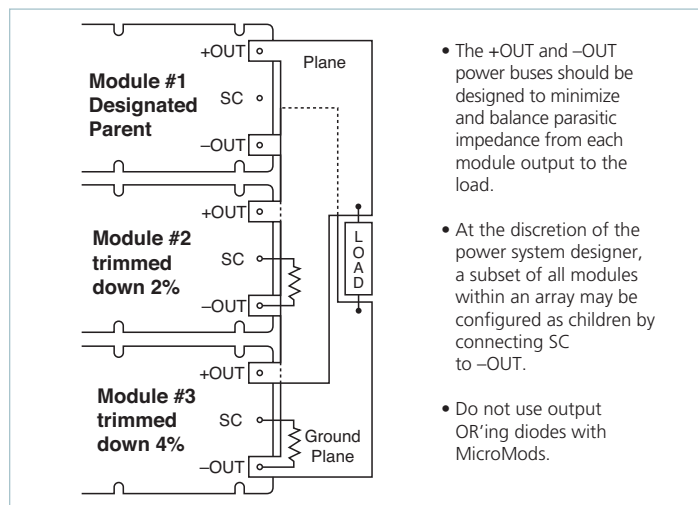 +OUT
Plane
Module #1
Designated
Parent
SC
–OUT
+OUT
Module #2
trimmed
down 2%
SC
–OUT
LOAD
+OUT
Module #3
trimmed
down 4%
SC
Ground
Plane
–OUT
• The +OUT and –OUT
power buses should be
designed to minimize
and balance parasitic
impedance from each
module output to the
load.
• At the discretion of the
power system designer,
a subset of all modules
within an array may be
configured as children by
connecting SC
to –OUT.
• Do not use output
OR'ing diodes with
MicroMods.